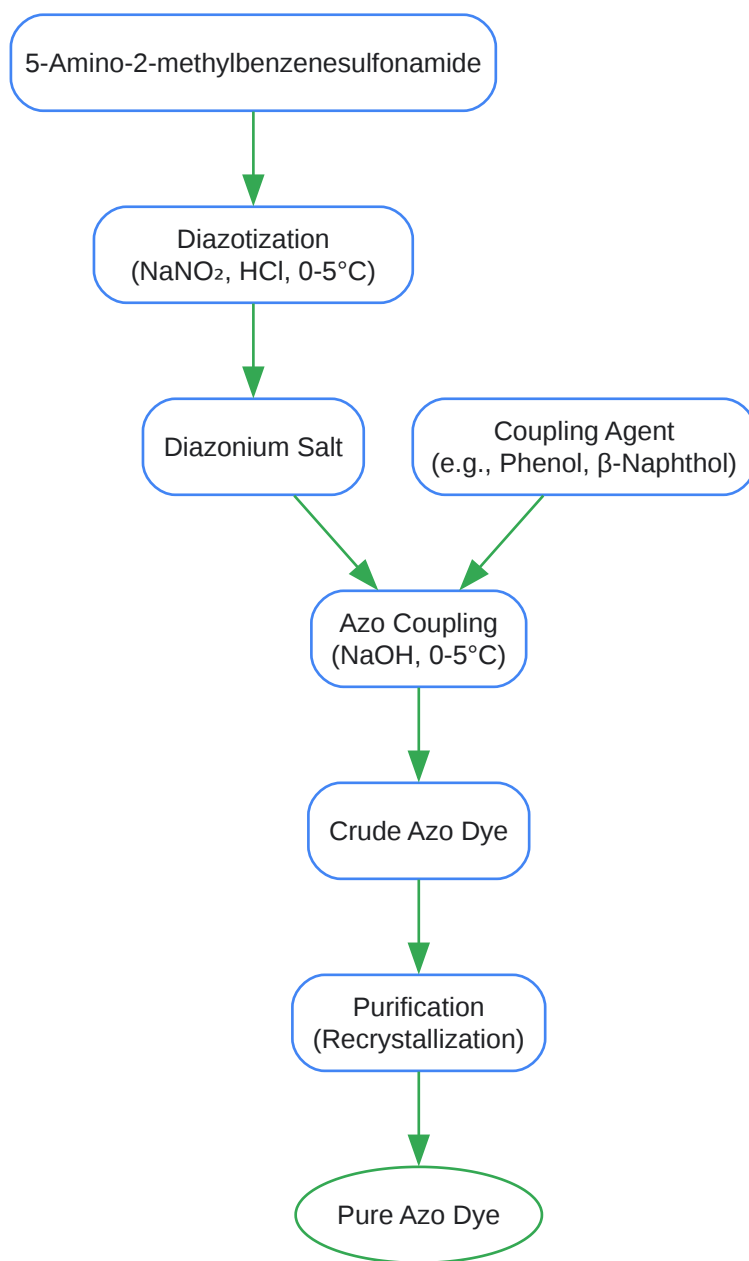 5-Amino-2-methylbenzenesulfonamide
Diazotization
(NaNO₂, HCl, 0-5°C)
Diazonium Salt
Coupling Agent
(e.g., Phenol, β-Naphthol)
Azo Coupling
(NaOH, 0-5°C)
Crude Azo Dye
Purification
(Recrystallization)
Pure Azo Dye